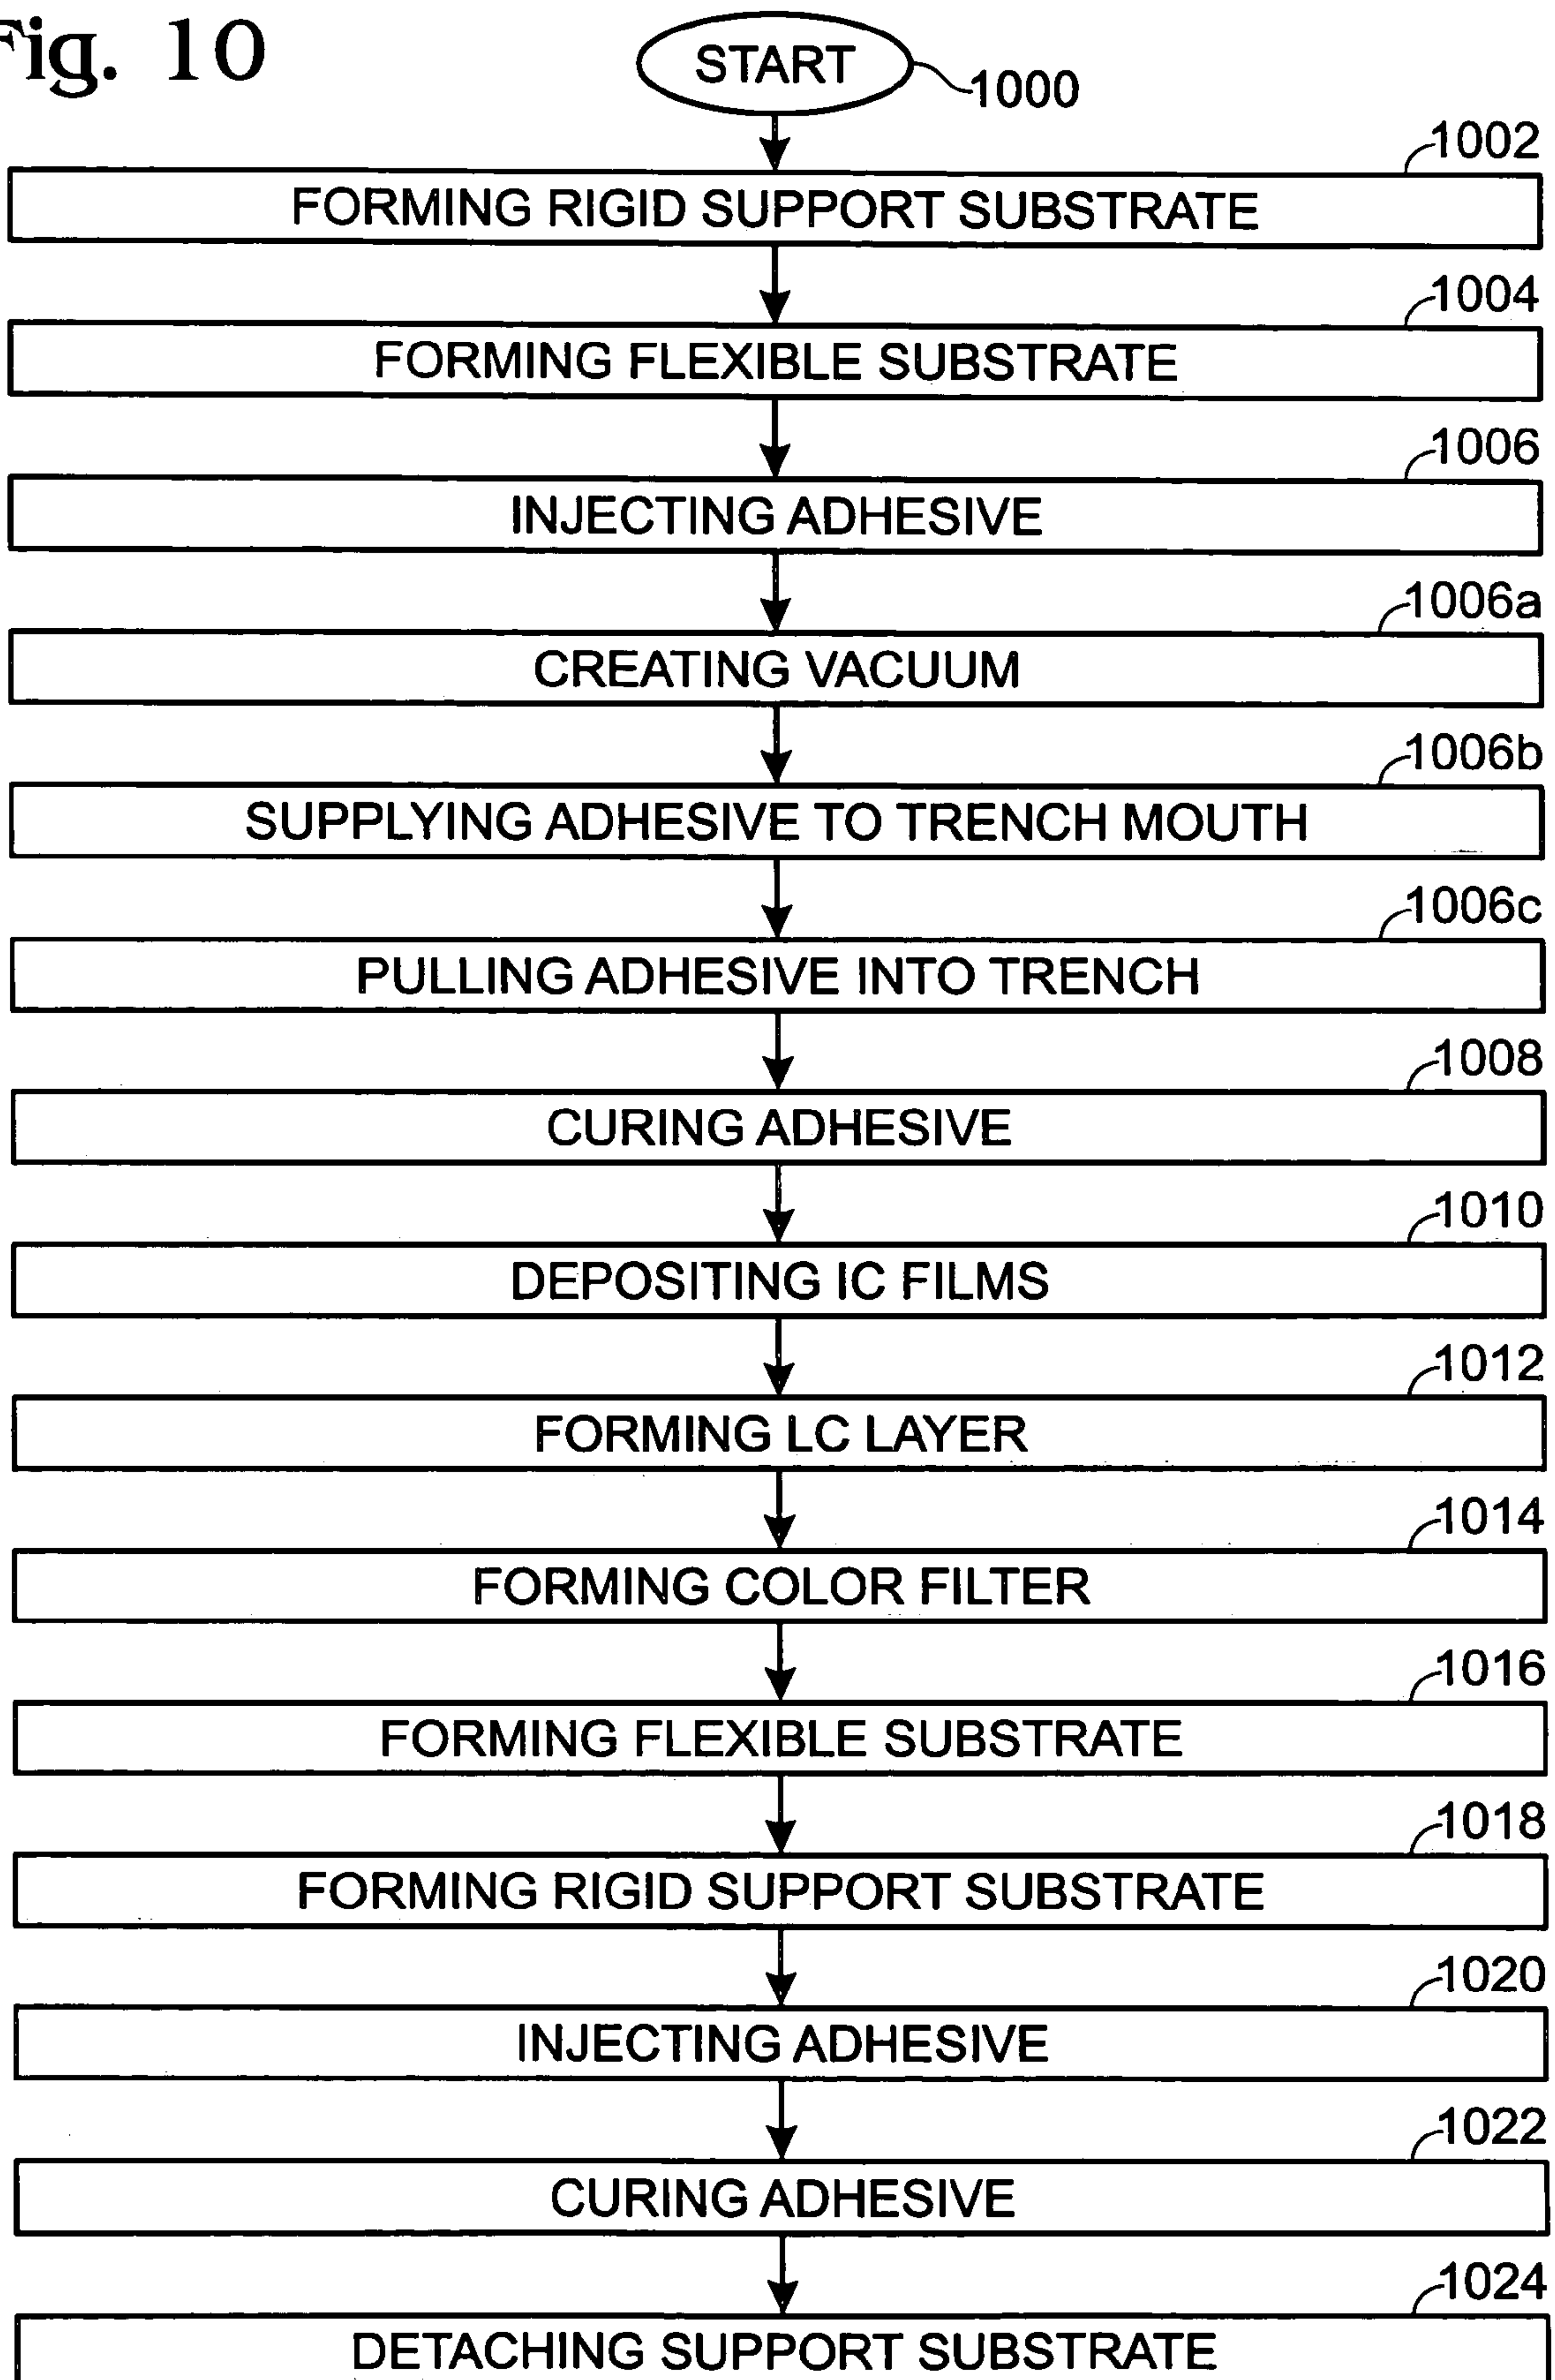 Fig. 10
START
1000
1002
FORMING RIGID SUPPORT SUBSTRATE
1004
FORMING FLEXIBLE SUBSTRATE
1006
INJECTING ADHESIVE
1006a
CREATING VACUUM
1006b
SUPPLYING ADHESIVE TO TRENCH MOUTH
1006c
PULLING ADHESIVE INTO TRENCH
1008
CURING ADHESIVE
1010
DEPOSITING IC FILMS
1012
FORMING LC LAYER
1014
FORMING COLOR FILTER
1016
FORMING FLEXIBLE SUBSTRATE
1018
FORMING RIGID SUPPORT SUBSTRATE
1020
INJECTING ADHESIVE
1022
CURING ADHESIVE
1024
DETACHING SUPPORT SUBSTRATE